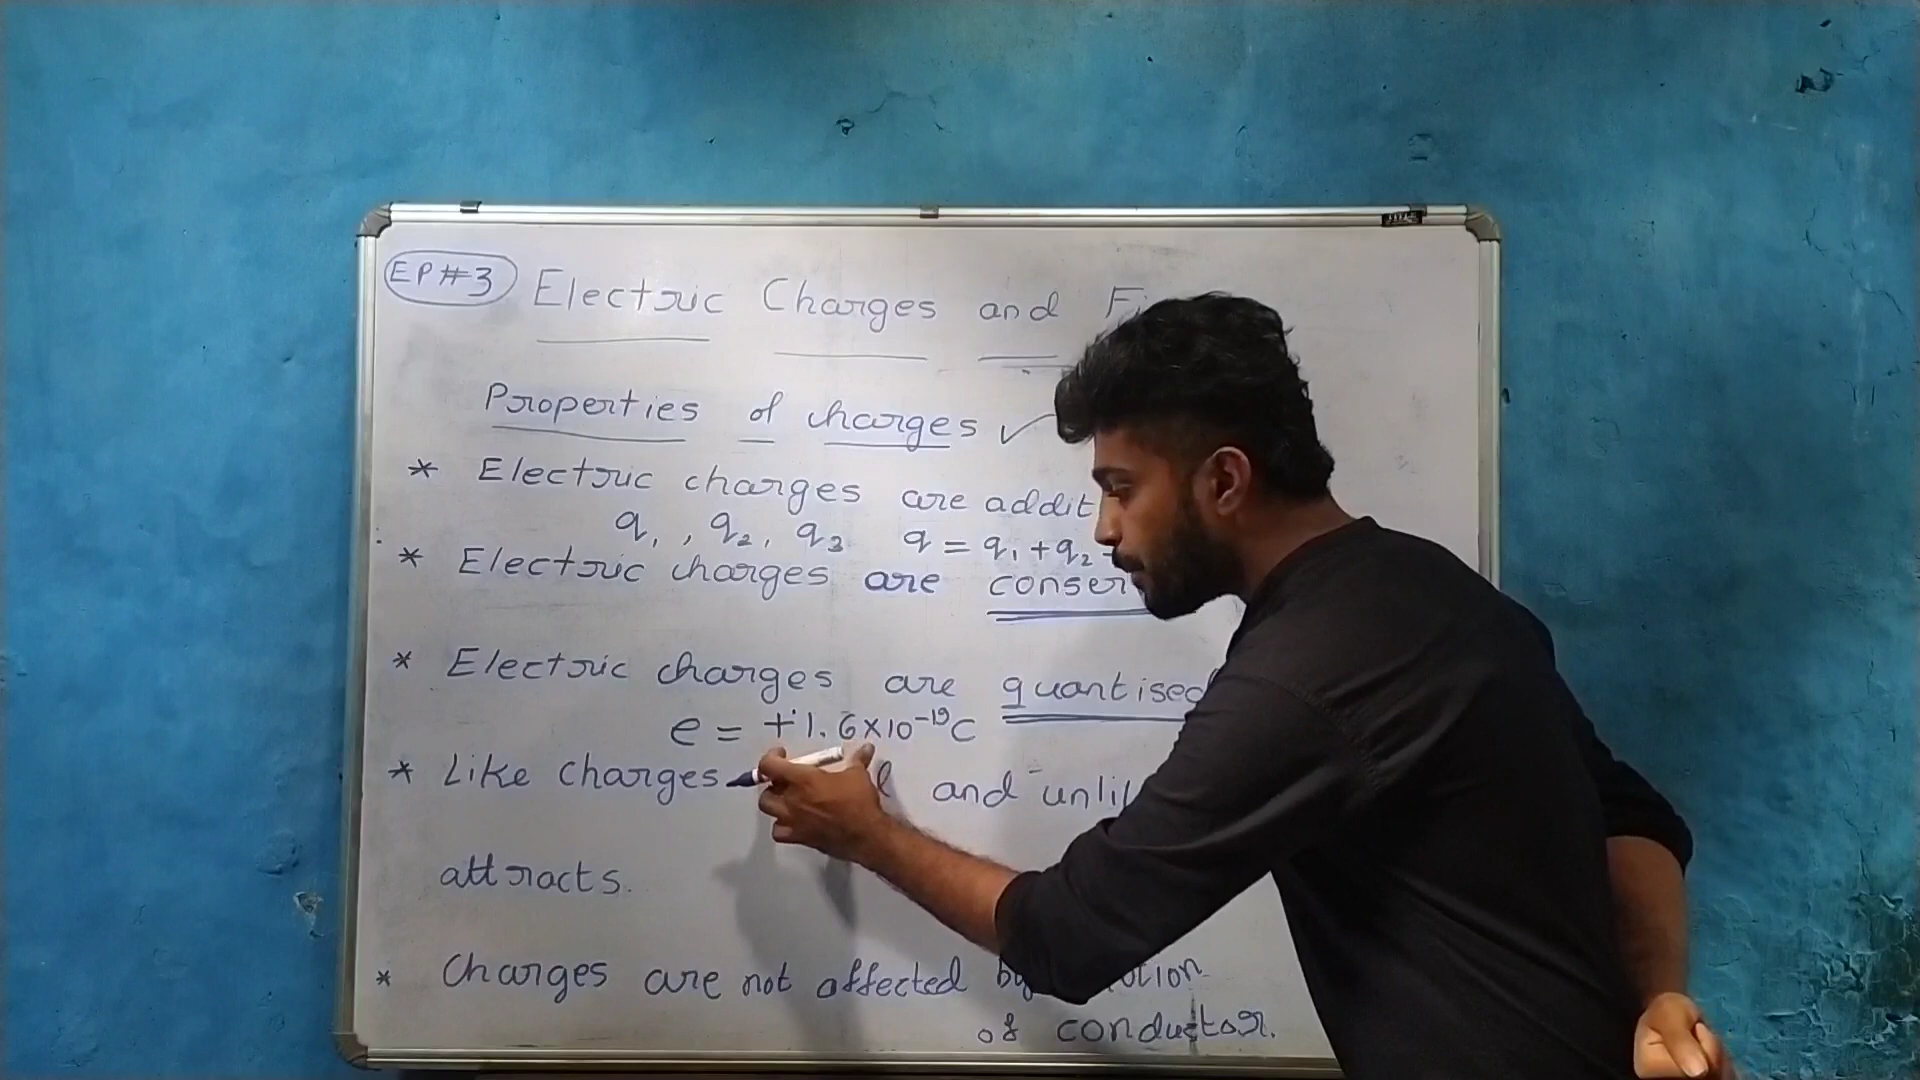 EP#3 Electric Charges and
Properties of charges ✓
* Electric charges are addit
q₁, q₂, q₃ q = q₁ + q₂
* Electric charges are conser
* Electric charges are quantised
e = +1.6×10⁻¹⁹C
* Like charges and unli
attracts.
* Charges are not affected by
of conductor.